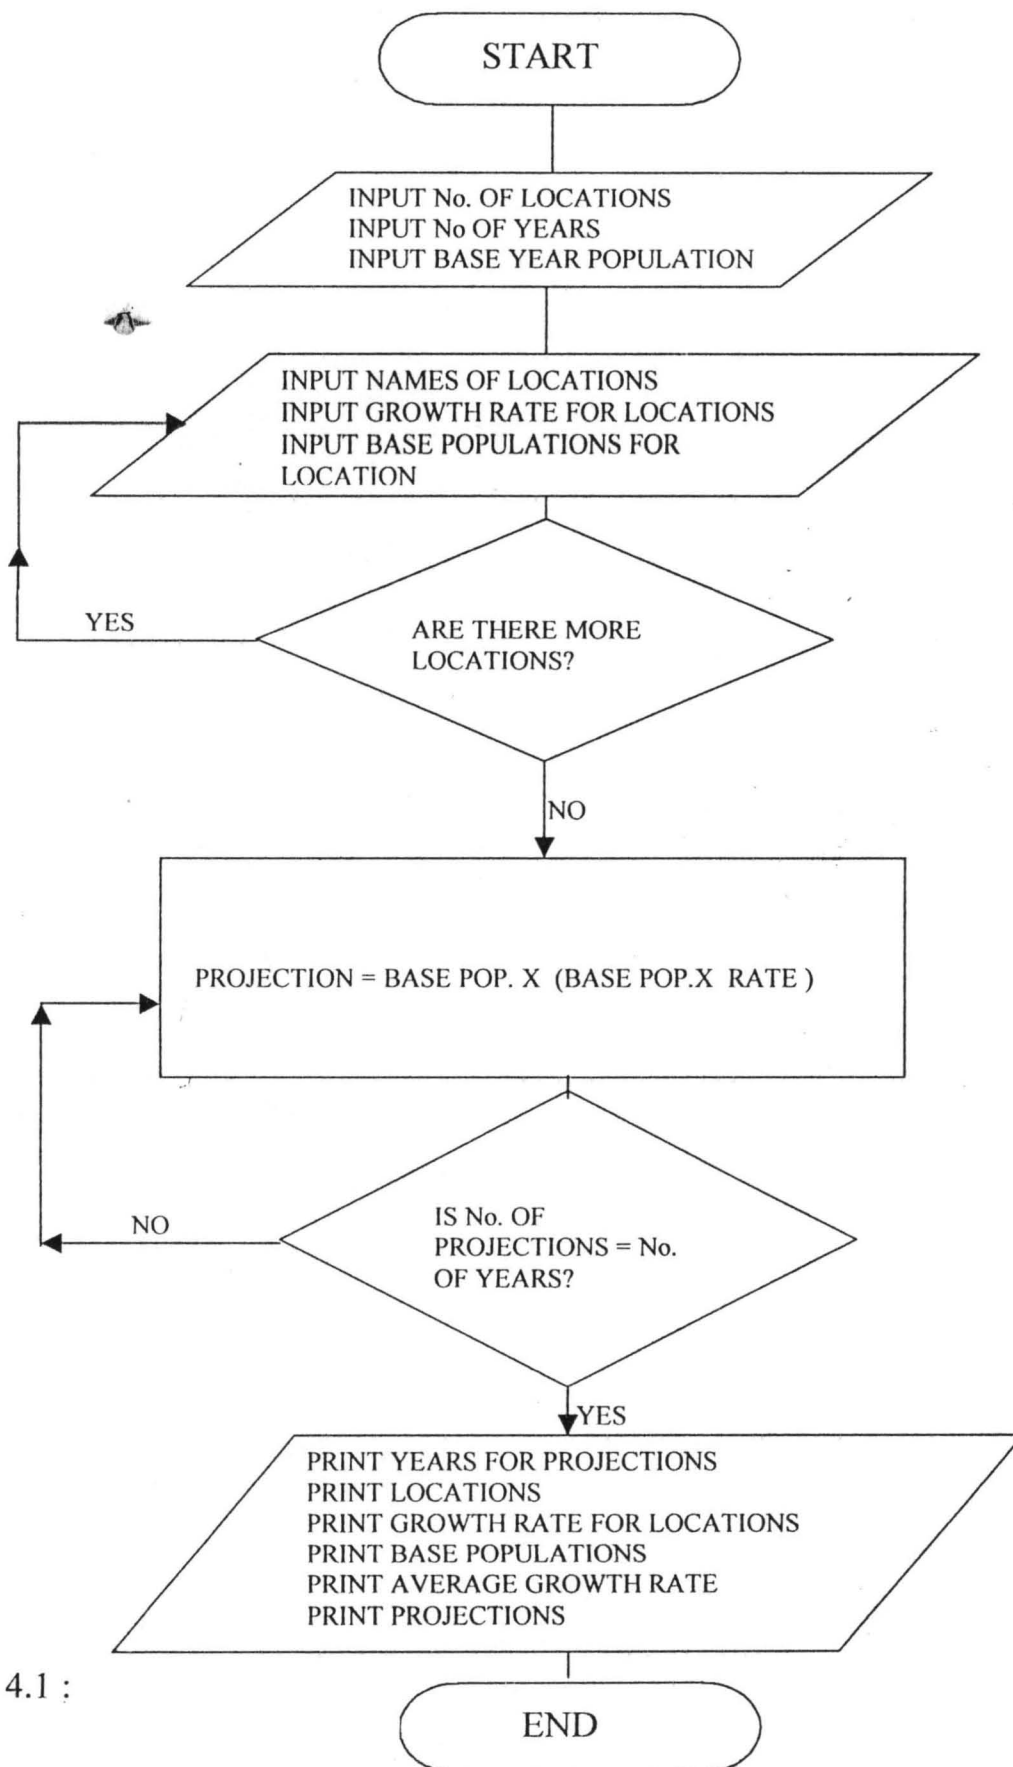 START
INPUT No. OF LOCATIONS
INPUT No OF YEARS
INPUT BASE YEAR POPULATION
INPUT NAMES OF LOCATIONS
INPUT GROWTH RATE FOR LOCATIONS
INPUT BASE POPULATIONS FOR
LOCATION
YES
ARE THERE MORE
LOCATIONS?
NO
PROJECTION = BASE POP. X (BASE POP.X RATE )
NO
IS No. OF
PROJECTIONS = No.
OF YEARS?
YES
PRINT YEARS FOR PROJECTIONS
PRINT LOCATIONS
PRINT GROWTH RATE FOR LOCATIONS
PRINT BASE POPULATIONS
PRINT AVERAGE GROWTH RATE
PRINT PROJECTIONS
4.1 :
END